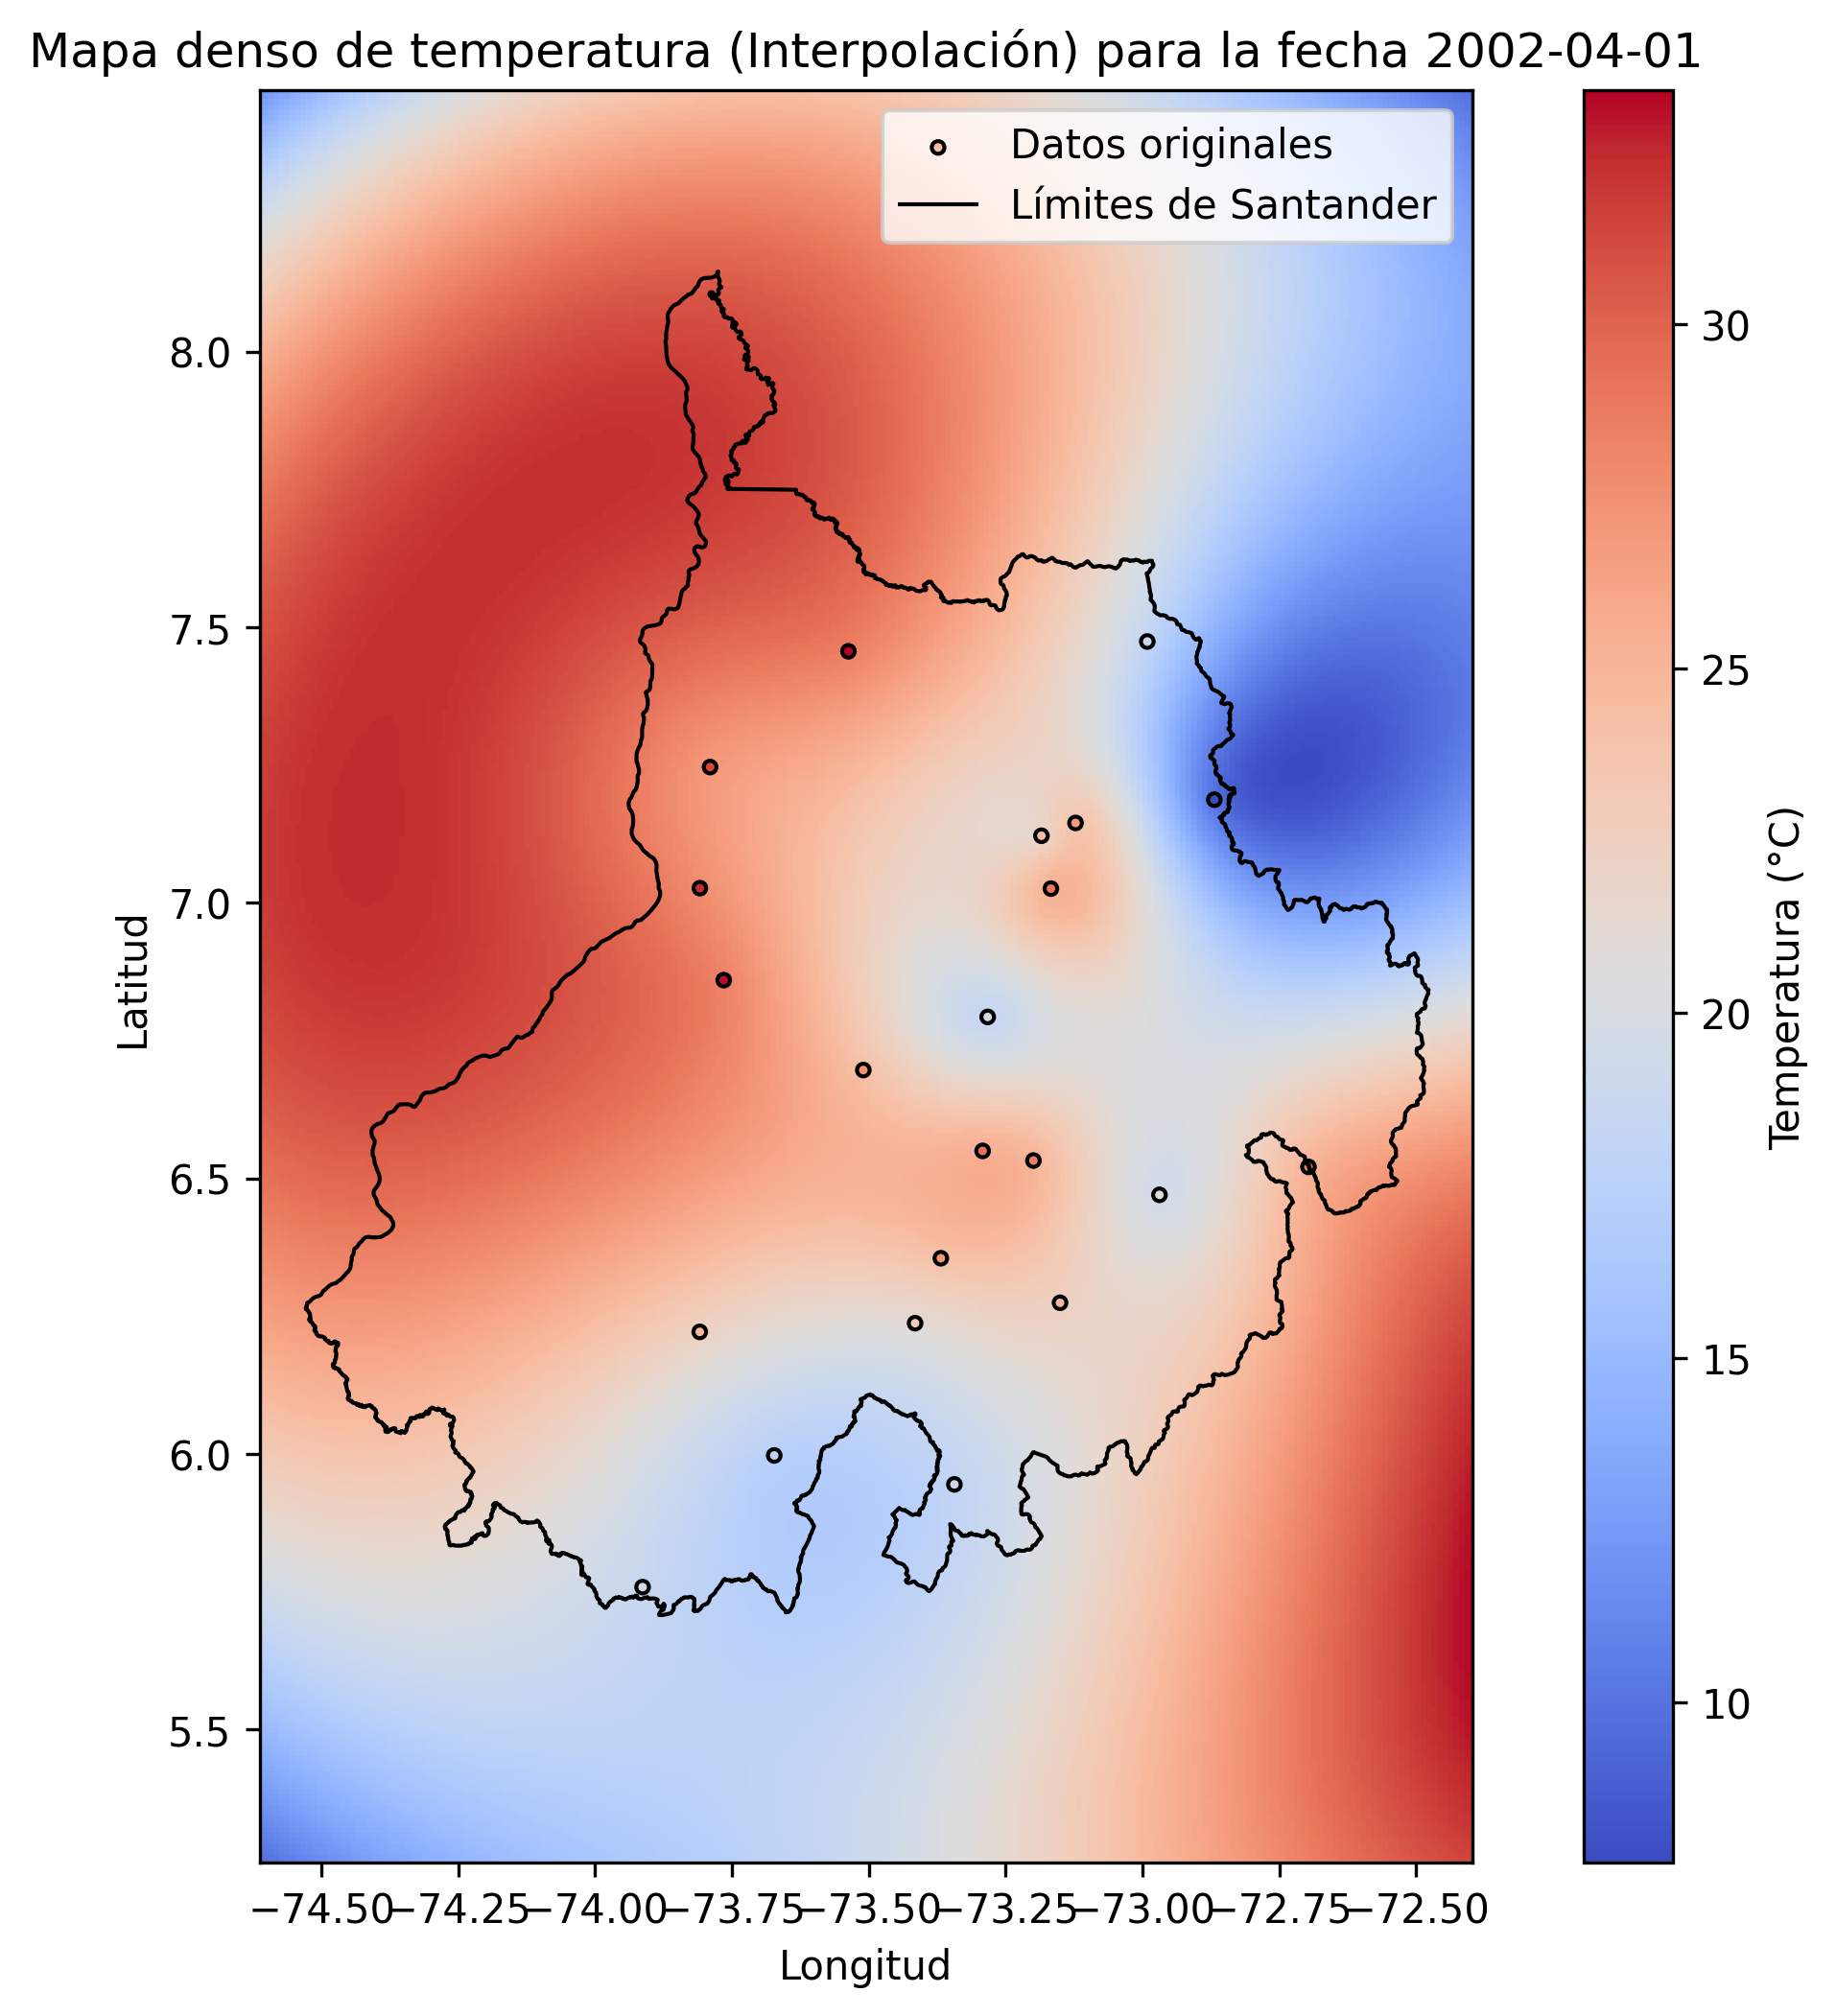 Mapa denso de temperatura (Interpolación) para la fecha 2002-04-01
Datos originales
Límites de Santander
8.0
7.5
7.0
6.5
6.0
5.5
Latitud
−74.50 −74.25 −74.00 −73.75 −73.50 −73.25 −73.00 −72.75 −72.50
Longitud
30
25
20
15
10
Temperatura (°C)